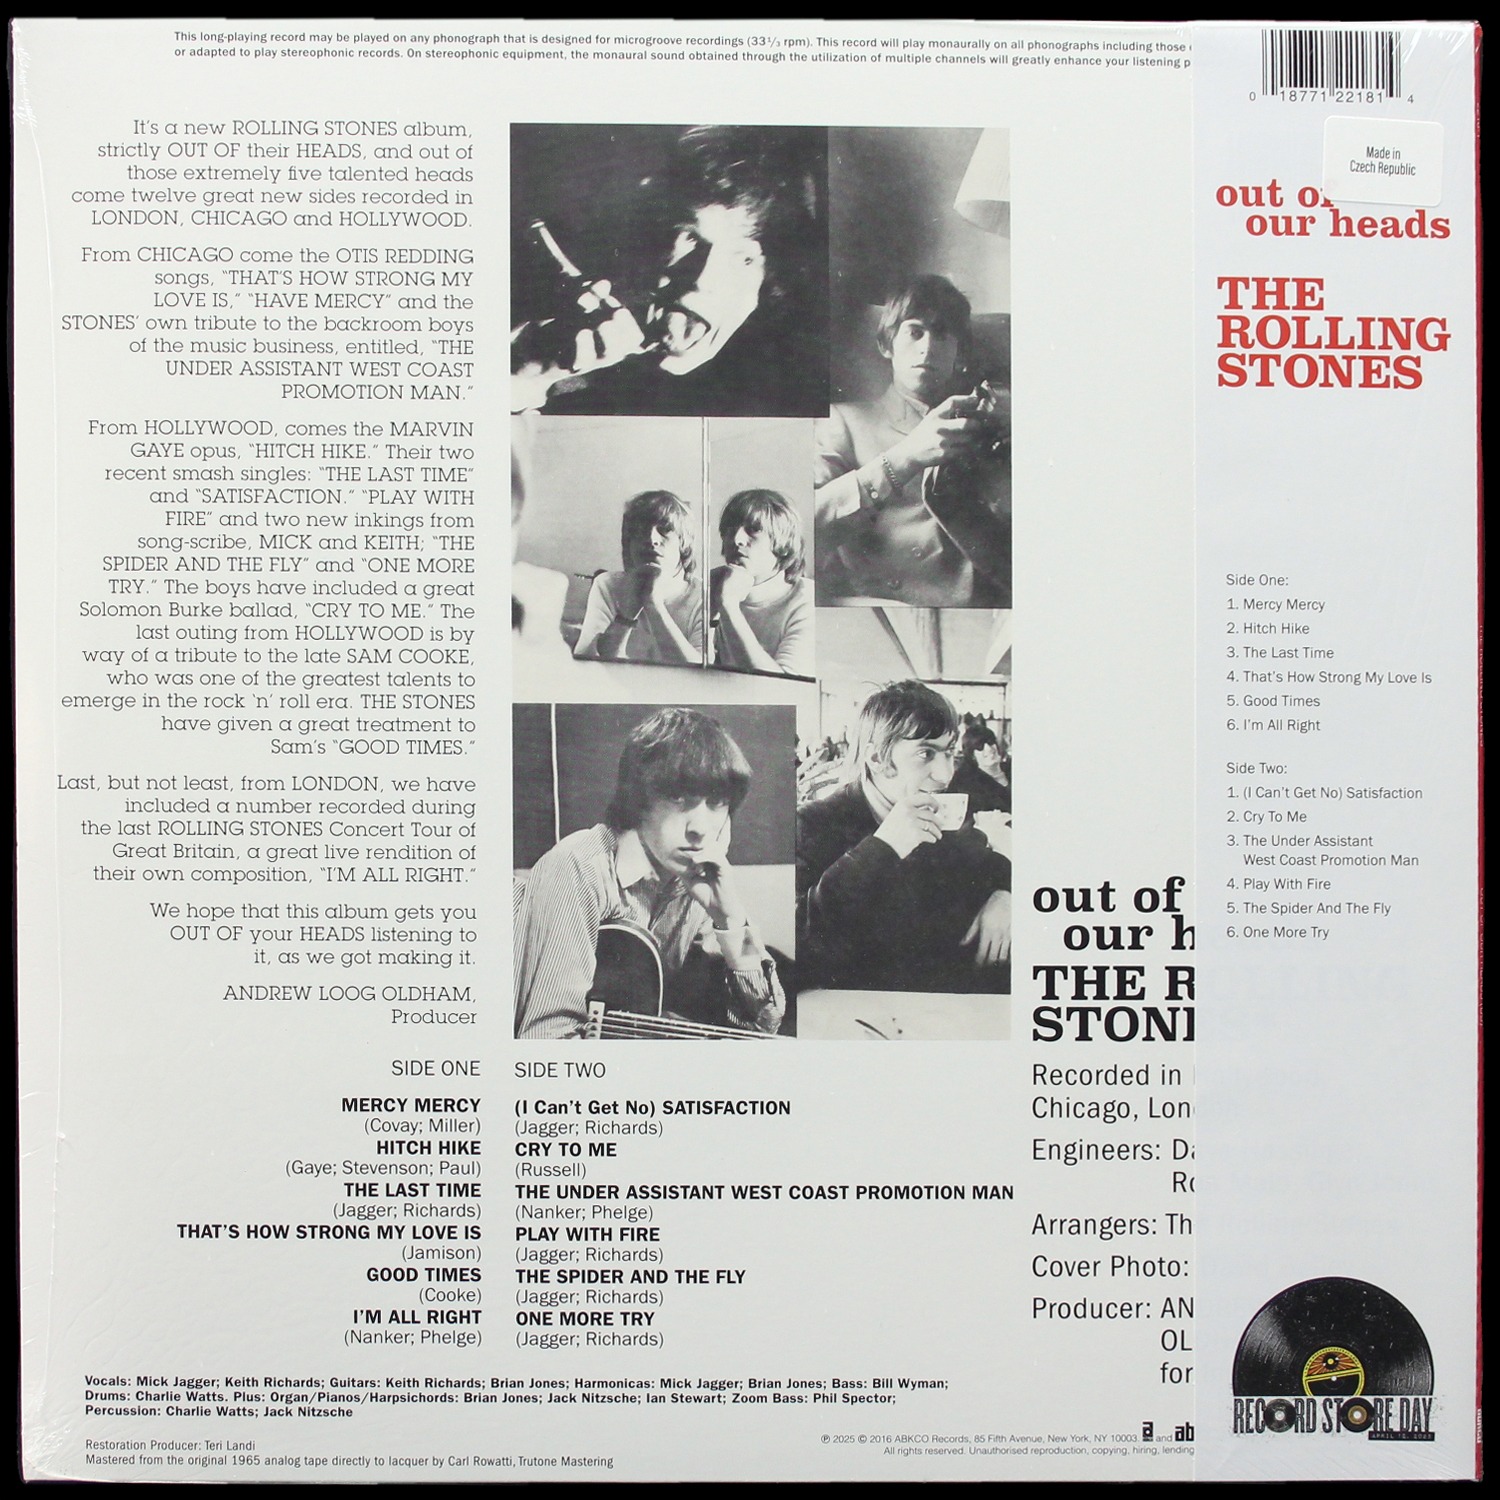 This long-playing record may be played on any phonograph that is designed for microgroove recordings (33⅓ rpm). This record will play monaurally on all phonographs including those
or adapted to play stereophonic records. On stereophonic equipment, the monaural sound obtained through the utilization of multiple channels will greatly enhance your listening p
It's a new ROLLING STONES album,
strictly OUT OF their HEADS, and out of
those extremely five talented heads
come twelve great new sides recorded in
LONDON, CHICAGO and HOLLYWOOD.
From CHICAGO come the OTIS REDDING
songs, "THAT'S HOW STRONG MY
LOVE IS," "HAVE MERCY" and the
STONES' own tribute to the backroom boys
of the music business, entitled, "THE
UNDER ASSISTANT WEST COAST
PROMOTION MAN."
From HOLLYWOOD, comes the MARVIN
GAYE opus, "HITCH HIKE." Their two
recent smash singles: "THE LAST TIME"
and "SATISFACTION." "PLAY WITH
FIRE" and two new inkings from
song-scribe, MICK and KEITH; "THE
SPIDER AND THE FLY" and "ONE MORE
TRY." The boys have included a great
Solomon Burke ballad, "CRY TO ME." The
last outing from HOLLYWOOD is by
way of a tribute to the late SAM COOKE,
who was one of the greatest talents to
emerge in the rock 'n' roll era. THE STONES
have given a great treatment to
Sam's "GOOD TIMES."
Last, but not least, from LONDON, we have
included a number recorded during
the last ROLLING STONES Concert Tour of
Great Britain, a great live rendition of
their own composition, "I'M ALL RIGHT."
We hope that this album gets you
OUT OF your HEADS listening to
it, as we got making it.
ANDREW LOOG OLDHAM,
Producer
SIDE ONE
MERCY MERCY
(Covay; Miller)
HITCH HIKE
(Gaye; Stevenson; Paul)
THE LAST TIME
(Jagger; Richards)
THAT'S HOW STRONG MY LOVE IS
(Jamison)
GOOD TIMES
(Cooke)
I'M ALL RIGHT
(Nanker; Phelge)
SIDE TWO
(I Can't Get No) SATISFACTION
(Jagger; Richards)
CRY TO ME
(Russell)
THE UNDER ASSISTANT WEST COAST PROMOTION MAN
(Nanker; Phelge)
PLAY WITH FIRE
(Jagger; Richards)
THE SPIDER AND THE FLY
(Jagger; Richards)
ONE MORE TRY
(Jagger; Richards)
out of
our h
THE R
STON
Recorded in
Chicago, Lon
Engineers: Da
Ro
Arrangers: Th
Cover Photo:
Producer: AN
OL
for
Vocals: Mick Jagger; Keith Richards; Guitars: Keith Richards; Brian Jones; Harmonicas: Mick Jagger; Brian Jones; Bass: Bill Wyman;
Drums: Charlie Watts. Plus: Organ/Pianos/Harpsichords: Brian Jones; Jack Nitzsche; Ian Stewart; Zoom Bass: Phil Spector;
Percussion: Charlie Watts; Jack Nitzsche
Restoration Producer: Teri Landi
Mastered from the original 1965 analog tape directly to lacquer by Carl Rowatti, Trutone Mastering
℗ 2025 © 2016 ABKCO Records, 85 Fifth Avenue, New York, NY 10003. a and ab
All rights reserved. Unauthorised reproduction, copying, hiring, lending
0 18771 22181 4
Made in
Czech Republic
out of
our heads
THE
ROLLING
STONES
Side One:
1. Mercy Mercy
2. Hitch Hike
3. The Last Time
4. That's How Strong My Love Is
5. Good Times
6. I'm All Right
Side Two:
1. (I Can't Get No) Satisfaction
2. Cry To Me
3. The Under Assistant
West Coast Promotion Man
4. Play With Fire
5. The Spider And The Fly
6. One More Try
RECORD STORE DAY
APRIL 12, 2025